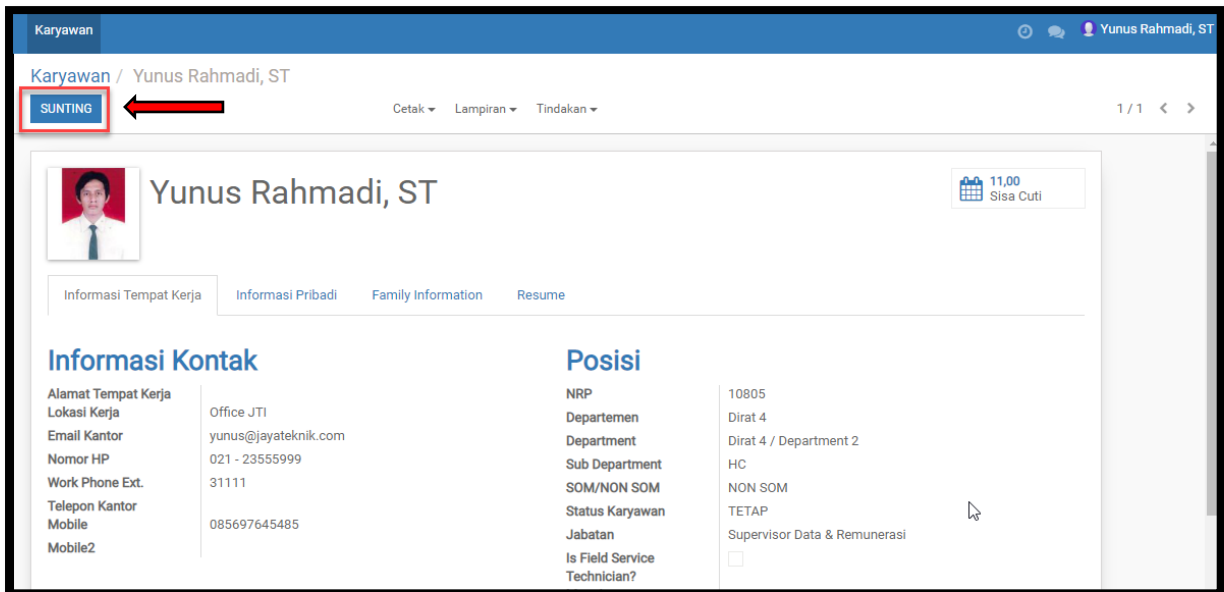 Karyawan
Yunus Rahmadi, ST
Karyawan / Yunus Rahmadi, ST
SUNTING
Cetak Lampiran Tindakan
1 / 1 < >
Yunus Rahmadi, ST
11,00
Sisa Cuti
Informasi Tempat Kerja Informasi Pribadi Family Information Resume
Informasi Kontak
Alamat Tempat Kerja
Lokasi Kerja Office JTI
Email Kantor yunus@jayateknik.com
Nomor HP 021 - 23555999
Work Phone Ext. 31111
Telepon Kantor
Mobile 085697645485
Mobile2
Posisi
NRP 10805
Departemen Dirat 4
Department Dirat 4 / Department 2
Sub Department HC
SOM/NON SOM NON SOM
Status Karyawan TETAP
Jabatan Supervisor Data & Remunerasi
Is Field Service
Technician?